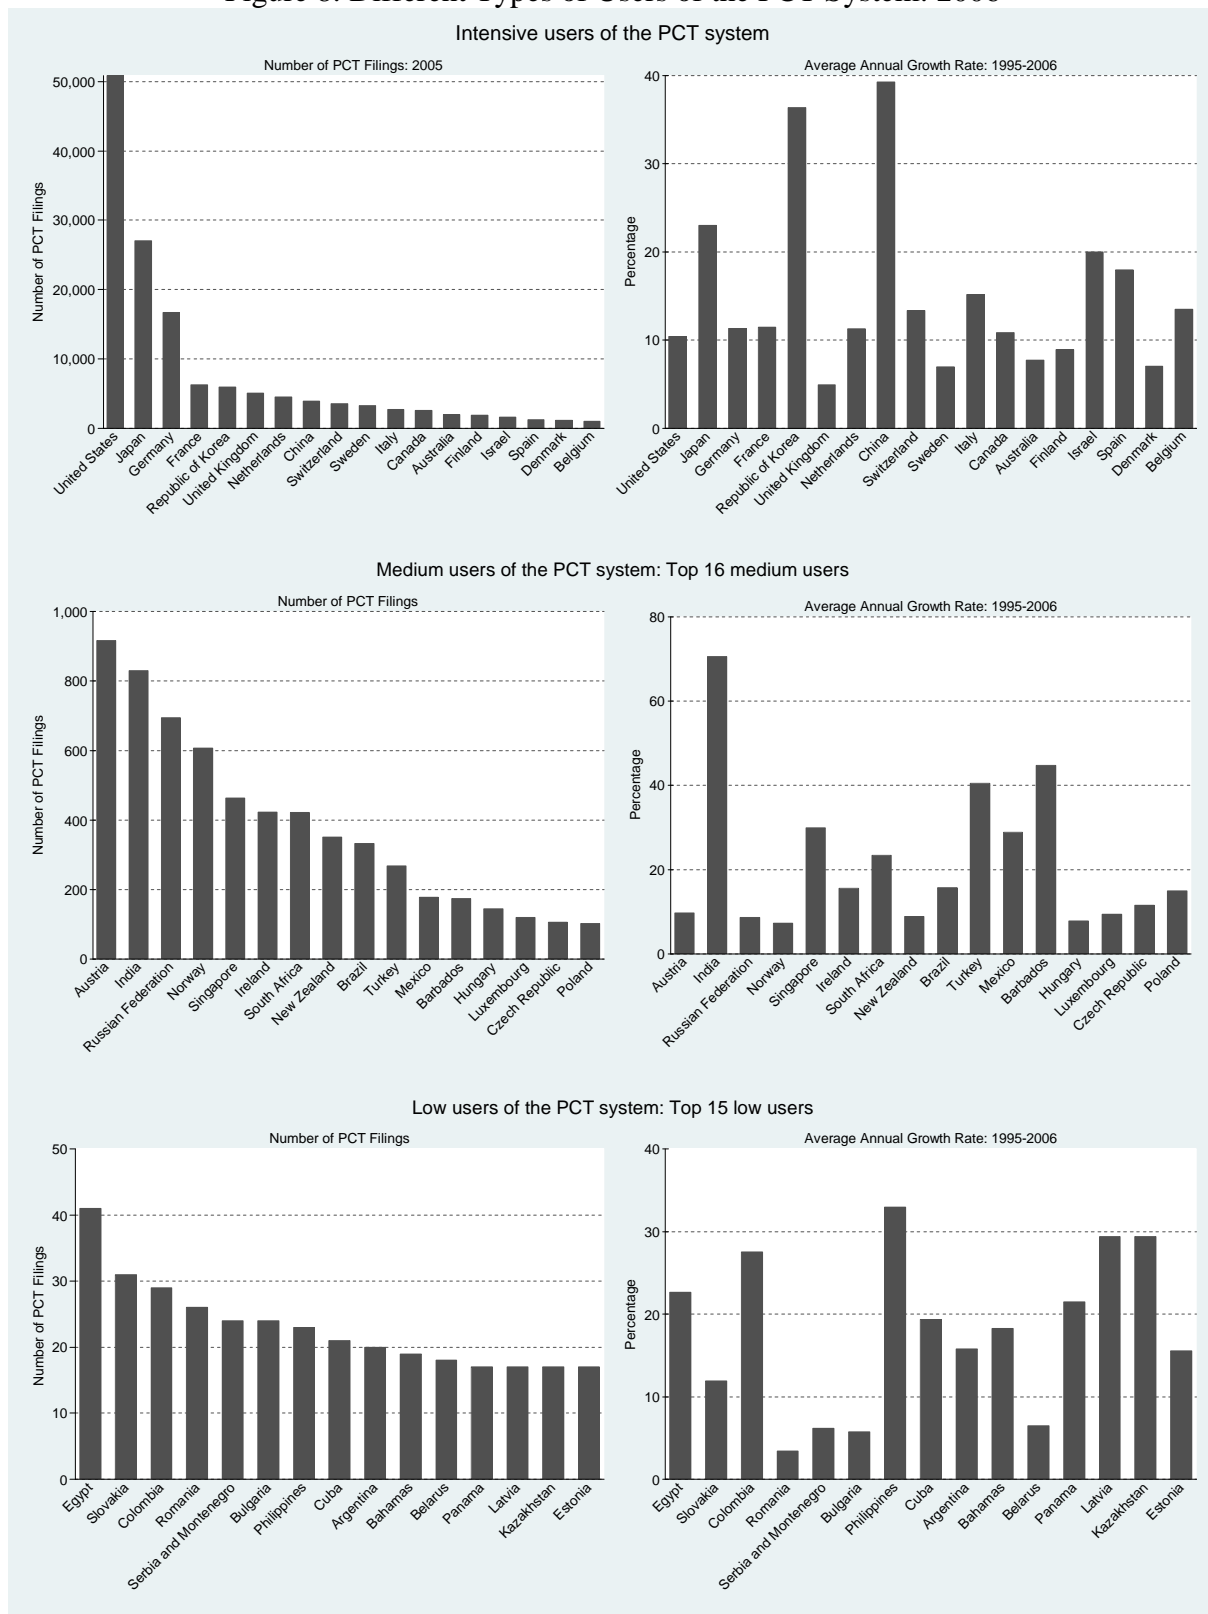 Figure 8: Different Types of Users of the PCT System: 2006
Intensive users of the PCT system
Number of PCT Filings: 2005
Number of PCT Filings
50,000
40,000
30,000
20,000
10,000
0
United States
Japan
Germany
France
Republic of Korea
United Kingdom
Netherlands
China
Switzerland
Sweden
Italy
Canada
Australia
Finland
Israel
Spain
Denmark
Belgium
Average Annual Growth Rate: 1995-2006
Percentage
40
30
20
10
0
United States
Japan
Germany
France
Republic of Korea
United Kingdom
Netherlands
China
Switzerland
Sweden
Italy
Canada
Australia
Finland
Israel
Spain
Denmark
Belgium
Medium users of the PCT system: Top 16 medium users
Number of PCT Filings
Number of PCT Filings
1,000
800
600
400
200
0
Austria
India
Russian Federation
Norway
Singapore
Ireland
South Africa
New Zealand
Brazil
Turkey
Mexico
Barbados
Hungary
Luxembourg
Czech Republic
Poland
Average Annual Growth Rate: 1995-2006
Percentage
80
60
40
20
0
Austria
India
Russian Federation
Norway
Singapore
Ireland
South Africa
New Zealand
Brazil
Turkey
Mexico
Barbados
Hungary
Luxembourg
Czech Republic
Poland
Low users of the PCT system: Top 15 low users
Number of PCT Filings
Number of PCT Filings
50
40
30
20
10
0
Egypt
Slovakia
Colombia
Romania
Serbia and Montenegro
Bulgaria
Philippines
Cuba
Argentina
Bahamas
Belarus
Panama
Latvia
Kazakhstan
Estonia
Average Annual Growth Rate: 1995-2006
Percentage
40
30
20
10
0
Egypt
Slovakia
Colombia
Romania
Serbia and Montenegro
Bulgaria
Philippines
Cuba
Argentina
Bahamas
Belarus
Panama
Latvia
Kazakhstan
Estonia